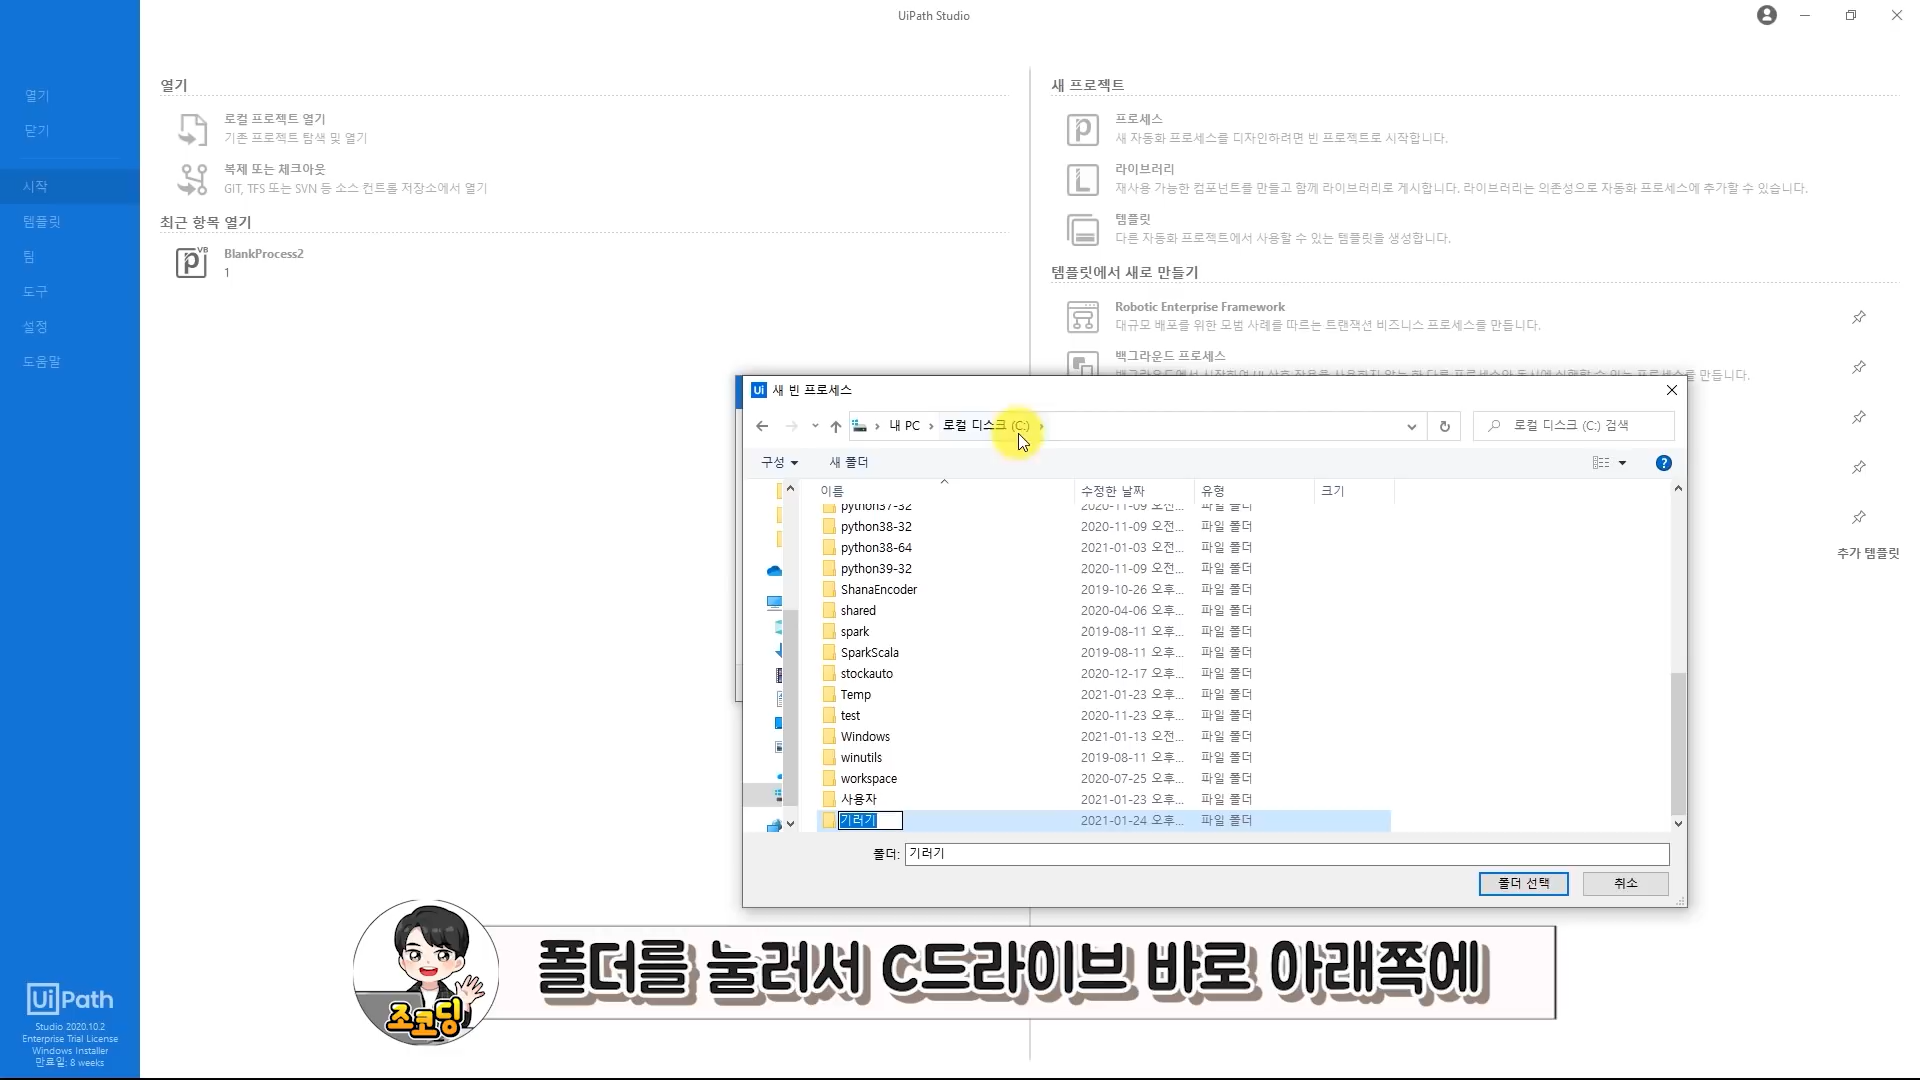 UiPath Studio
열기
닫기
시작
템플릿
팀
도구
설정
도움말
열기
로컬 프로젝트 열기
기존 프로젝트 탐색 및 열기
복제 또는 체크아웃
GIT, TFS 또는 SVN 등 소스 컨트롤 저장소에서 열기
최근 항목 열기
VB
BlankProcess2
1
새 프로젝트
프로세스
새 자동화 프로세스를 디자인하려면 빈 프로젝트로 시작합니다.
라이브러리
재사용 가능한 컴포넌트를 만들고 함께 라이브러리로 게시합니다. 라이브러리는 의존성으로 자동화 프로세스에 추가할 수 있습니다.
템플릿
다른 자동화 프로젝트에서 사용할 수 있는 템플릿을 생성합니다.
템플릿에서 새로 만들기
Robotic Enterprise Framework
대규모 배포를 위한 모범 사례를 따르는 트랜잭션 비즈니스 프로세스를 만듭니다.
백그라운드 프로세스
추가 템플릿
Ui 새 빈 프로세스
내 PC › 로컬 디스크 (C:) ›
로컬 디스크 (C:) 검색
구성 새 폴더
이름 수정한 날짜 유형 크기
python37-32 2020-11-09 오전... 파일 폴더
python38-32 2020-11-09 오전... 파일 폴더
python38-64 2021-01-03 오전... 파일 폴더
python39-32 2020-11-09 오전... 파일 폴더
ShanaEncoder 2019-10-26 오후... 파일 폴더
shared 2020-04-06 오후... 파일 폴더
spark 2019-08-11 오후... 파일 폴더
SparkScala 2019-08-11 오후... 파일 폴더
stockauto 2020-12-17 오후... 파일 폴더
Temp 2021-01-23 오후... 파일 폴더
test 2020-11-23 오후... 파일 폴더
Windows 2021-01-13 오전... 파일 폴더
winutils 2019-08-11 오후... 파일 폴더
workspace 2020-07-25 오후... 파일 폴더
사용자 2021-01-23 오후... 파일 폴더
기러기 2021-01-24 오후... 파일 폴더
폴더: 기러기
폴더 선택 취소
조코딩
폴더를 눌러서 C드라이브 바로 아래쪽에
UiPath
Studio 2020.10.2
Enterprise Trial License
Windows Installer
만료일: 8 weeks